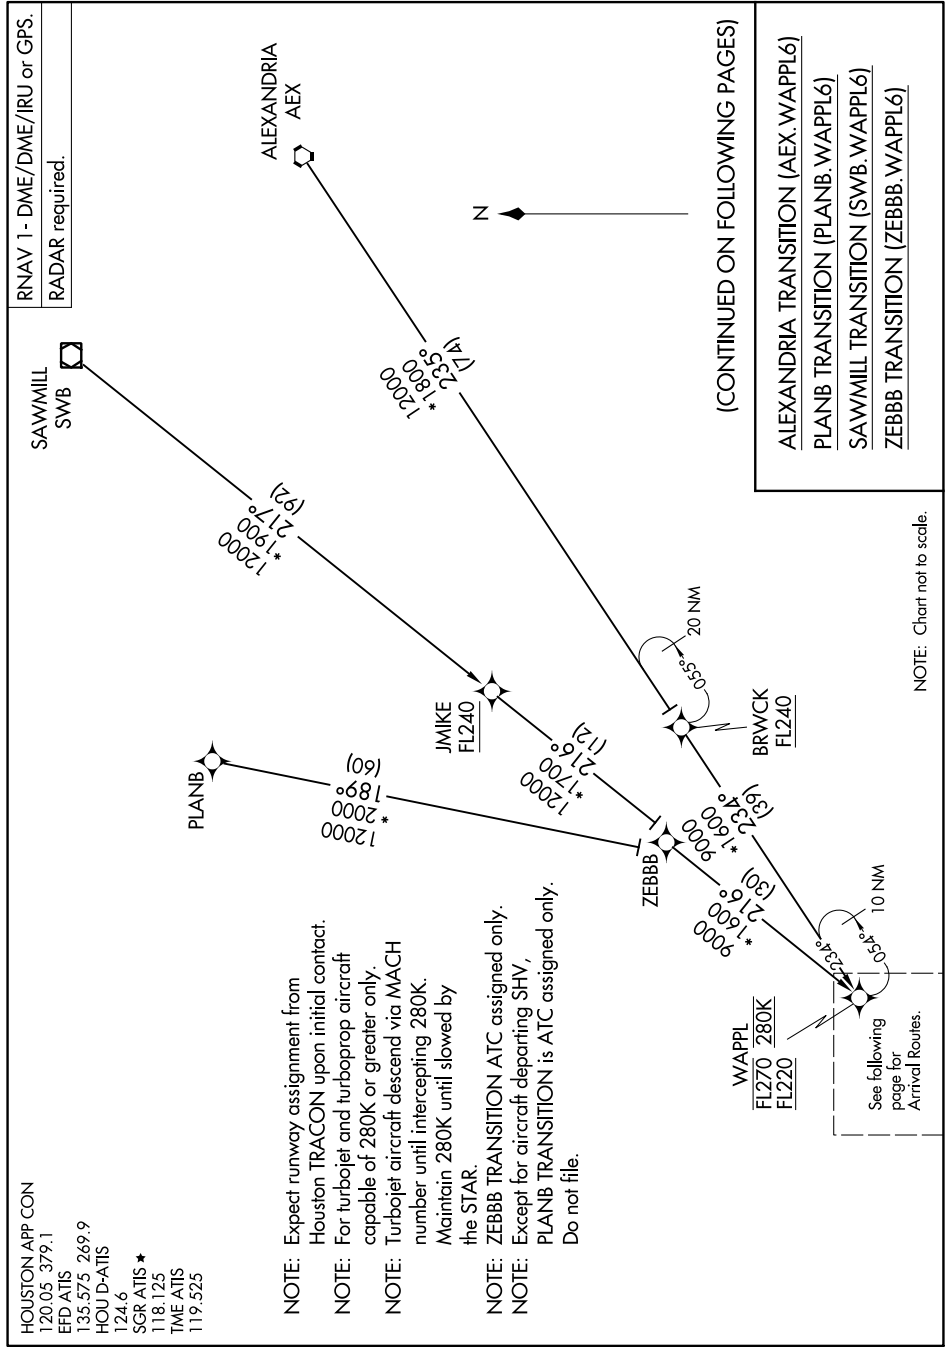 RNAV 1 - DME/DME/IRU or GPS.
RADAR required.
HOUSTON APP CON
120.05 379.1
EFD ATIS
135.575 269.9
HOU D-ATIS
124.6
SGR ATIS ★
118.125
TME ATIS
119.525
SAWMILL
SWB
ALEXANDRIA
AEX
12000
*1900
217°
(92)
12000
*1800
235°
(74)
PLANB
12000
*2000
189°
(60)
JMIKE
FL240
12000
*1700
216°
(12)
N
NOTE: Expect runway assignment from
Houston TRACON upon initial contact.
NOTE: For turbojet and turboprop aircraft
capable of 280K or greater only.
NOTE: Turbojet aircraft descend via MACH
number until intercepting 280K.
Maintain 280K until slowed by
the STAR.
NOTE: ZEBBB TRANSITION ATC assigned only.
NOTE: Except for aircraft departing SHV,
PLANB TRANSITION is ATC assigned only.
Do not file.
ZEBBB
9000
*1600
216°
(30)
9000
*1600
234°
(39)
055°
20 NM
BRWCK
FL240
WAPPL
FL270 280K
FL220
234°
054°
10 NM
See following
page for
Arrival Routes.
(CONTINUED ON FOLLOWING PAGES)
ALEXANDRIA TRANSITION (AEX.WAPPL6)
PLANB TRANSITION (PLANB.WAPPL6)
SAWMILL TRANSITION (SWB.WAPPL6)
ZEBBB TRANSITION (ZEBBB.WAPPL6)
NOTE: Chart not to scale.